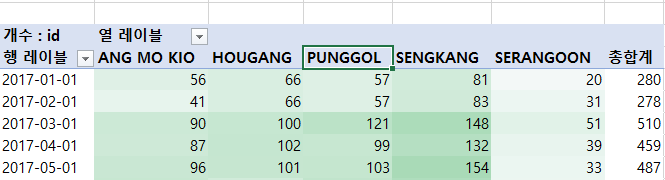 개수 : id 열 레이블
행 레이블 ANG MO KIO HOUGANG PUNGGOL SENGKANG SERANGOON 총합계
2017-01-01 56 66 57 81 20 280
2017-02-01 41 66 57 83 31 278
2017-03-01 90 100 121 148 51 510
2017-04-01 87 102 99 132 39 459
2017-05-01 96 101 103 154 33 487